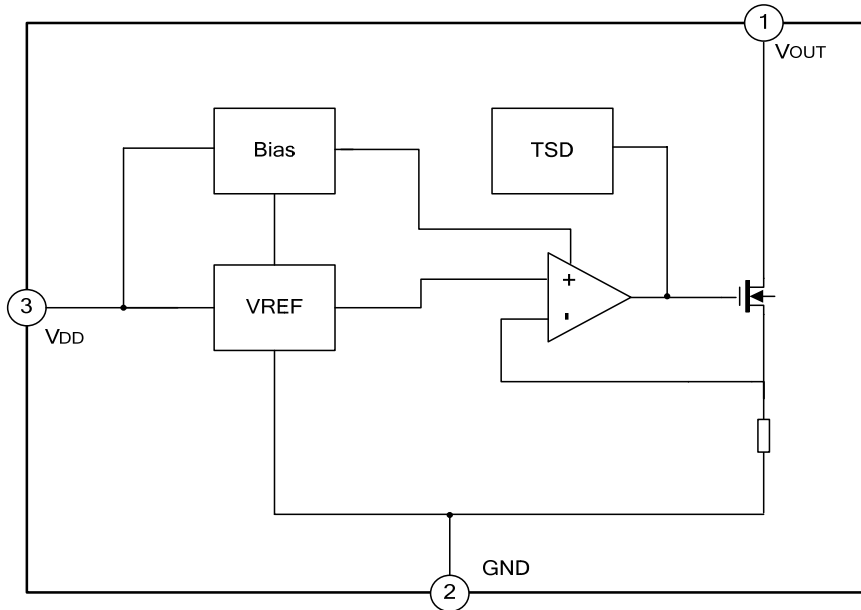 1
VOUT
Bias
TSD
+
-
VREF
3
VDD
GND
2